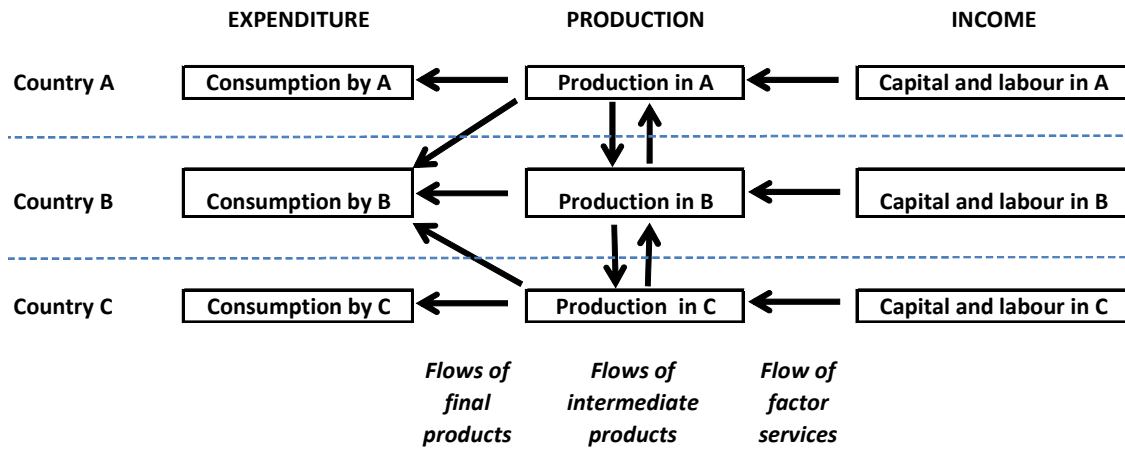 EXPENDITURE PRODUCTION INCOME
Country A Consumption by A Production in A Capital and labour in A
Country B Consumption by B Production in B Capital and labour in B
Country C Consumption by C Production in C Capital and labour in C
Flows of final products
Flows of intermediate products
Flow of factor services